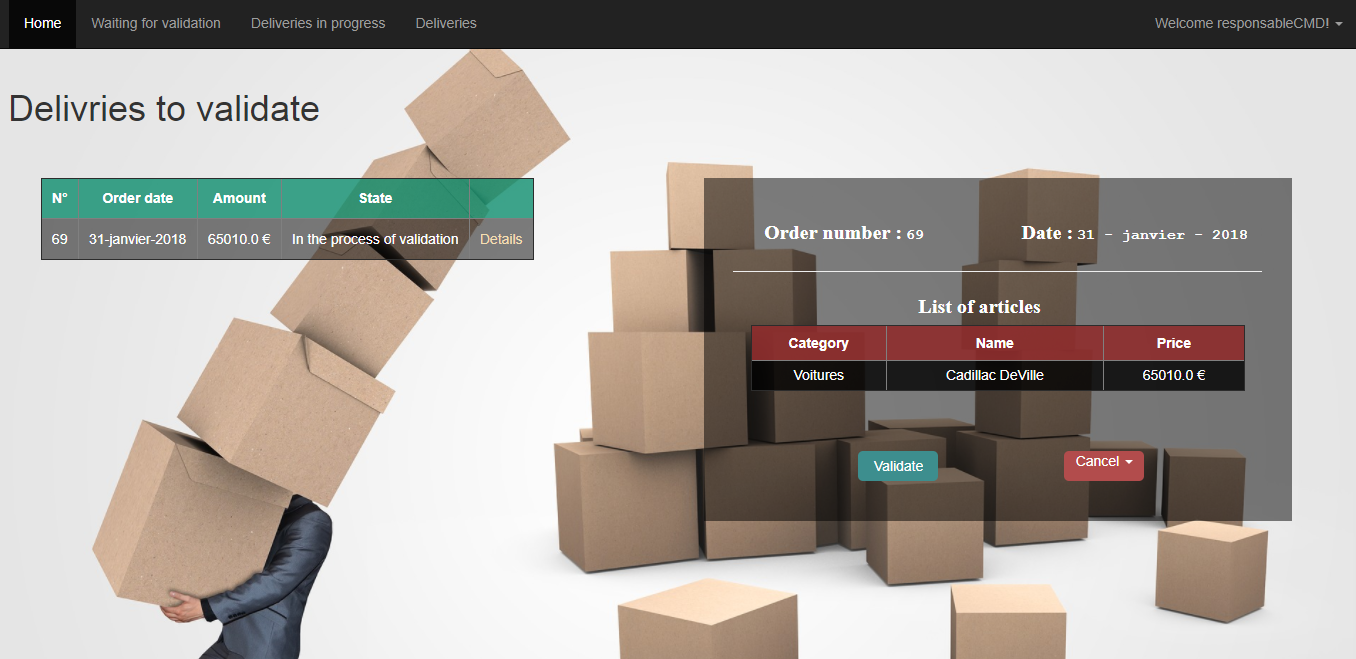 Home Waiting for validation Deliveries in progress Deliveries Welcome responsableCMD!
Delivries to validate
N° Order date Amount State
69 31-janvier-2018 65010.0 € In the process of validation Details
Order number : 69 Date : 31 - janvier - 2018
List of articles
Category Name Price
Voitures Cadillac DeVille 65010.0 €
Validate Cancel